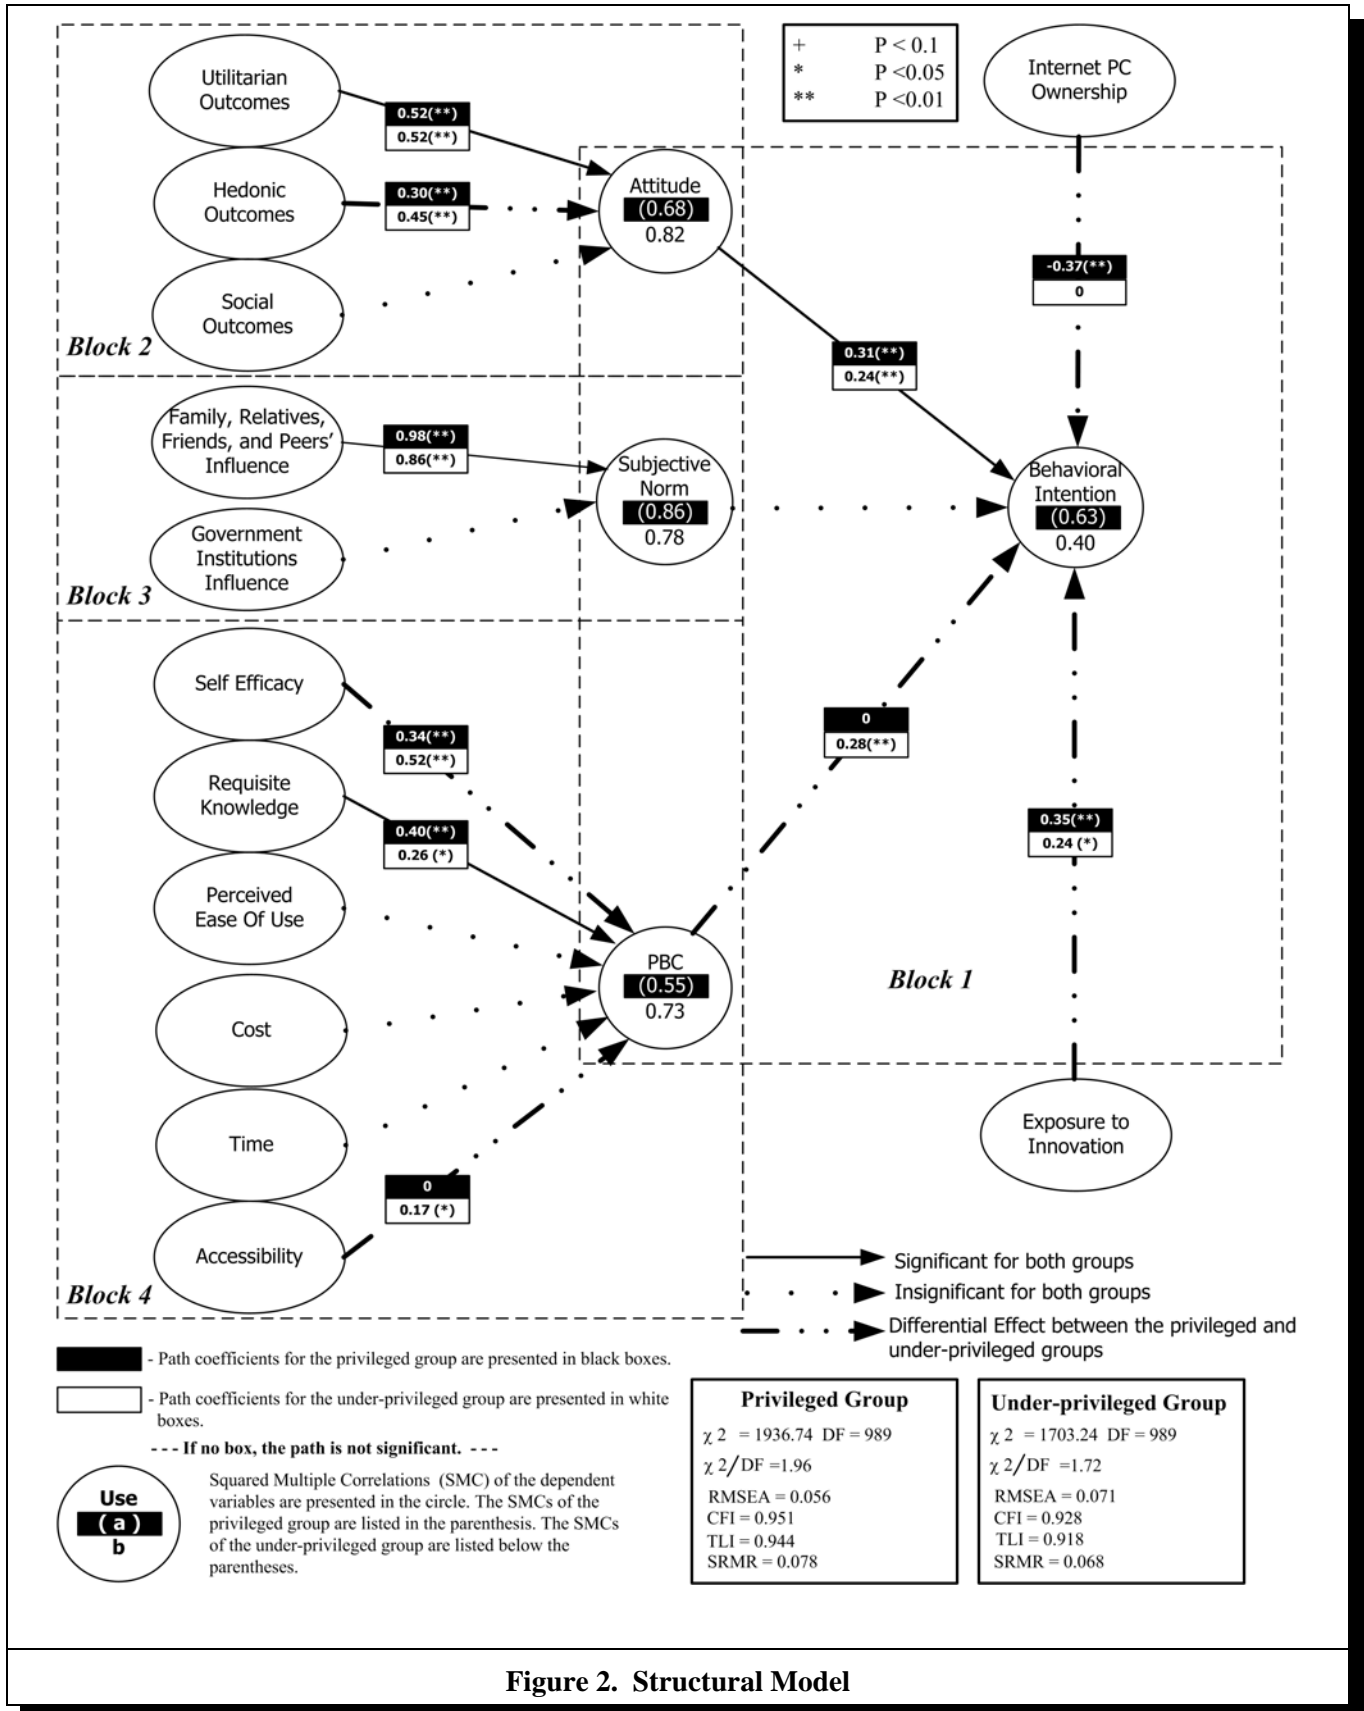 Utilitarian
Outcomes
0.52(**)
0.52(**)
+ P < 0.1
* P <0.05
** P <0.01
Internet PC
Ownership
Hedonic
Outcomes
0.30(**)
0.45(**)
Attitude
(0.68)
0.82
Social
Outcomes
Block 2
-0.37(**)
0
0.31(**)
0.24(**)
Family, Relatives,
Friends, and Peers'
Influence
0.98(**)
0.86(**)
Subjective
Norm
(0.86)
0.78
Behavioral
Intention
(0.63)
0.40
Government
Institutions
Influence
Block 3
Self Efficacy
0.34(**)
0.52(**)
0
0.28(**)
Requisite
Knowledge
0.40(**)
0.26 (*)
0.35(**)
0.24 (*)
Perceived
Ease Of Use
PBC
(0.55)
0.73
Block 1
Cost
Time
Exposure to
Innovation
0
0.17 (*)
Accessibility
Block 4
Significant for both groups
Insignificant for both groups
Differential Effect between the privileged and
under-privileged groups
- Path coefficients for the privileged group are presented in black boxes.
- Path coefficients for the under-privileged group are presented in white
boxes.
- - - If no box, the path is not significant. - - -
Use
( a )
b
Squared Multiple Correlations (SMC) of the dependent
variables are presented in the circle. The SMCs of the
privileged group are listed in the parenthesis. The SMCs
of the under-privileged group are listed below the
parentheses.
Privileged Group
χ 2 = 1936.74 DF = 989
χ 2/DF =1.96
RMSEA = 0.056
CFI = 0.951
TLI = 0.944
SRMR = 0.078
Under-privileged Group
χ 2 = 1703.24 DF = 989
χ 2/DF =1.72
RMSEA = 0.071
CFI = 0.928
TLI = 0.918
SRMR = 0.068
Figure 2. Structural Model